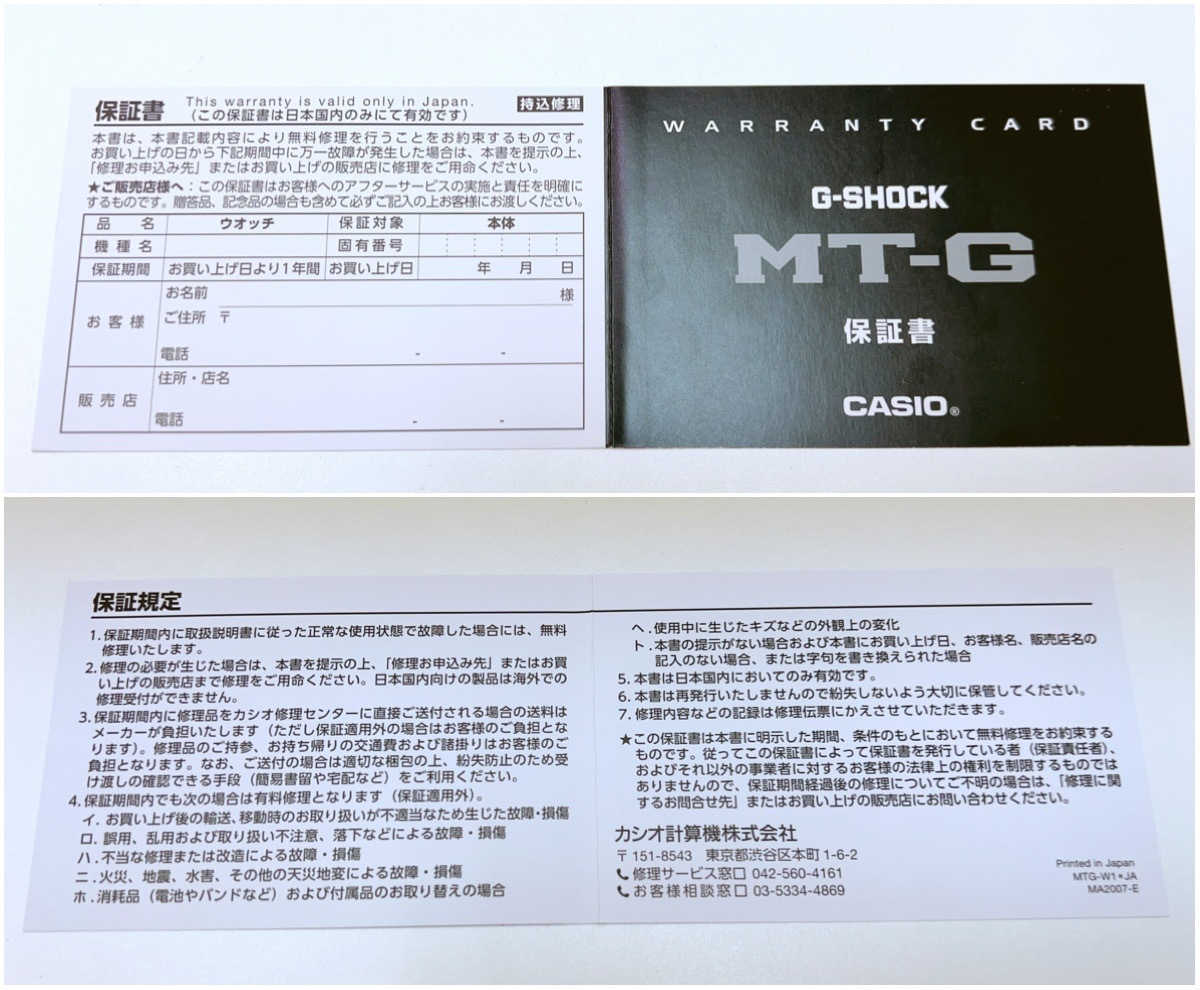 保証書
This warranty is valid only in Japan.
(この保証書は日本国内のみにて有効です)
持込修理
本書は、本書記載内容により無料修理を行うことをお約束するものです。
お買い上げの日から下記期間中に万一故障が発生した場合は、本書を提示の上、
「修理お申込み先」またはお買い上げの販売店に修理をご用命ください。
★ご販売店様へ：この保証書はお客様へのアフターサービスの実施と責任を明確に
するものです。贈答品、記念品の場合も含めて必ずご記入の上お客様にお渡しください。
品名 ウオッチ 保証対象 本体
機種名 固有番号
保証期間 お買い上げ日より1年間 お買い上げ日 年 月 日
お客様 お名前 様
ご住所 〒
電話 - -
販売店 住所・店名
電話 - -
WARRANTY CARD
G-SHOCK
MT-G
保証書
CASIO®
保証規定
1.保証期間内に取扱説明書に従った正常な使用状態で故障した場合には、無料
修理いたします。
2.修理の必要が生じた場合は、本書を提示の上、「修理お申込み先」またはお買
い上げの販売店まで修理をご用命ください。日本国内向けの製品は海外での
修理受付ができません。
3.保証期間内に修理品をカシオ修理センターに直接ご送付される場合の送料は
メーカーが負担いたします（ただし保証適用外の場合はお客様のご負担とな
ります）。修理品のご持参、お持ち帰りの交通費および諸掛りはお客様のご
負担となります。なお、ご送付の場合は適切な梱包の上、紛失防止のため受
け渡しの確認できる手段（簡易書留や宅配など）をご利用ください。
4.保証期間内でも次の場合は有料修理となります（保証適用外）。
イ.お買い上げ後の輸送、移動時のお取り扱いが不適当なため生じた故障・損傷
ロ.誤用、乱用および取り扱い不注意、落下などによる故障・損傷
ハ.不当な修理または改造による故障・損傷
ニ.火災、地震、水害、その他の天災地変による故障・損傷
ホ.消耗品（電池やバンドなど）および付属品のお取り替えの場合
ヘ.使用中に生じたキズなどの外観上の変化
ト.本書の提示がない場合および本書にお買い上げ日、お客様名、販売店名の
記入のない場合、または字句を書き換えられた場合
5.本書は日本国内においてのみ有効です。
6.本書は再発行いたしませんので紛失しないよう大切に保管してください。
7.修理内容などの記録は修理伝票にかえさせていただきます。
★この保証書は本書に明示した期間、条件のもとにおいて無料修理をお約束する
ものです。従ってこの保証書によって保証書を発行している者（保証責任者）、
およびそれ以外の事業者に対するお客様の法律上の権利を制限するものでは
ありませんので、保証期間経過後の修理についてご不明の場合は、「修理に関
するお問合せ先」またはお買い上げの販売店にお問い合わせください。
カシオ計算機株式会社
〒151-8543 東京都渋谷区本町1-6-2
修理サービス窓口 042-560-4161
お客様相談窓口 03-5334-4869
Printed in Japan
MTG-W1*JA
MA2007-E